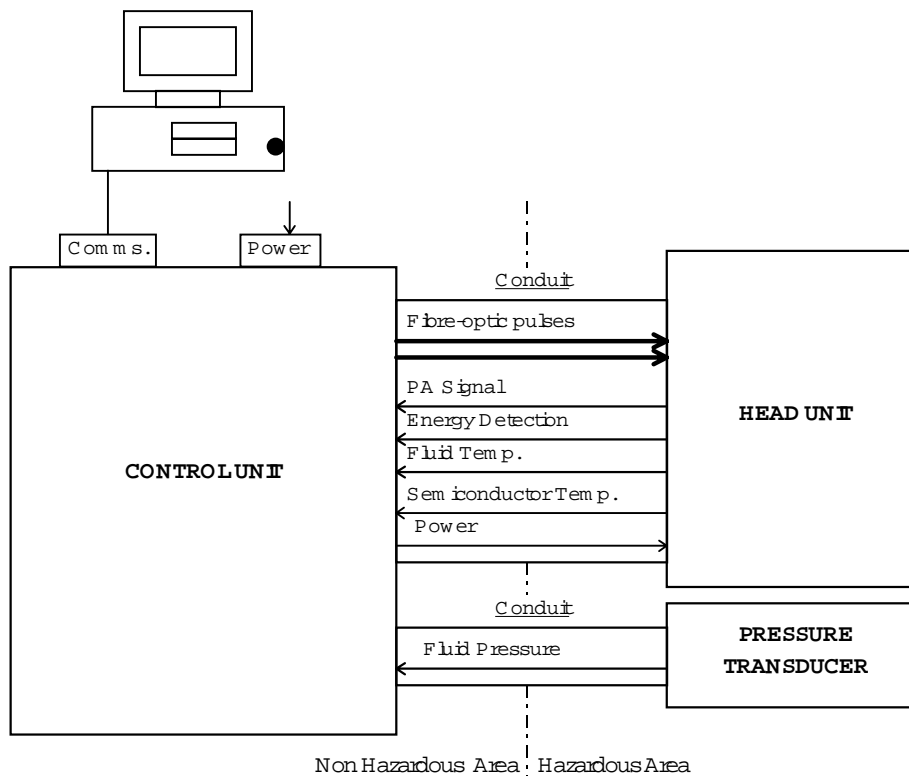 Comms.
Power
Conduit
Fibre-optic pulses
PA Signal
Energy Detection
Fluid Temp.
Semiconductor Temp.
Power
CONTROL UNIT
HEAD UNIT
Conduit
Fluid Pressure
PRESSURE
TRANSDUCER
Non Hazardous Area
Hazardous Area